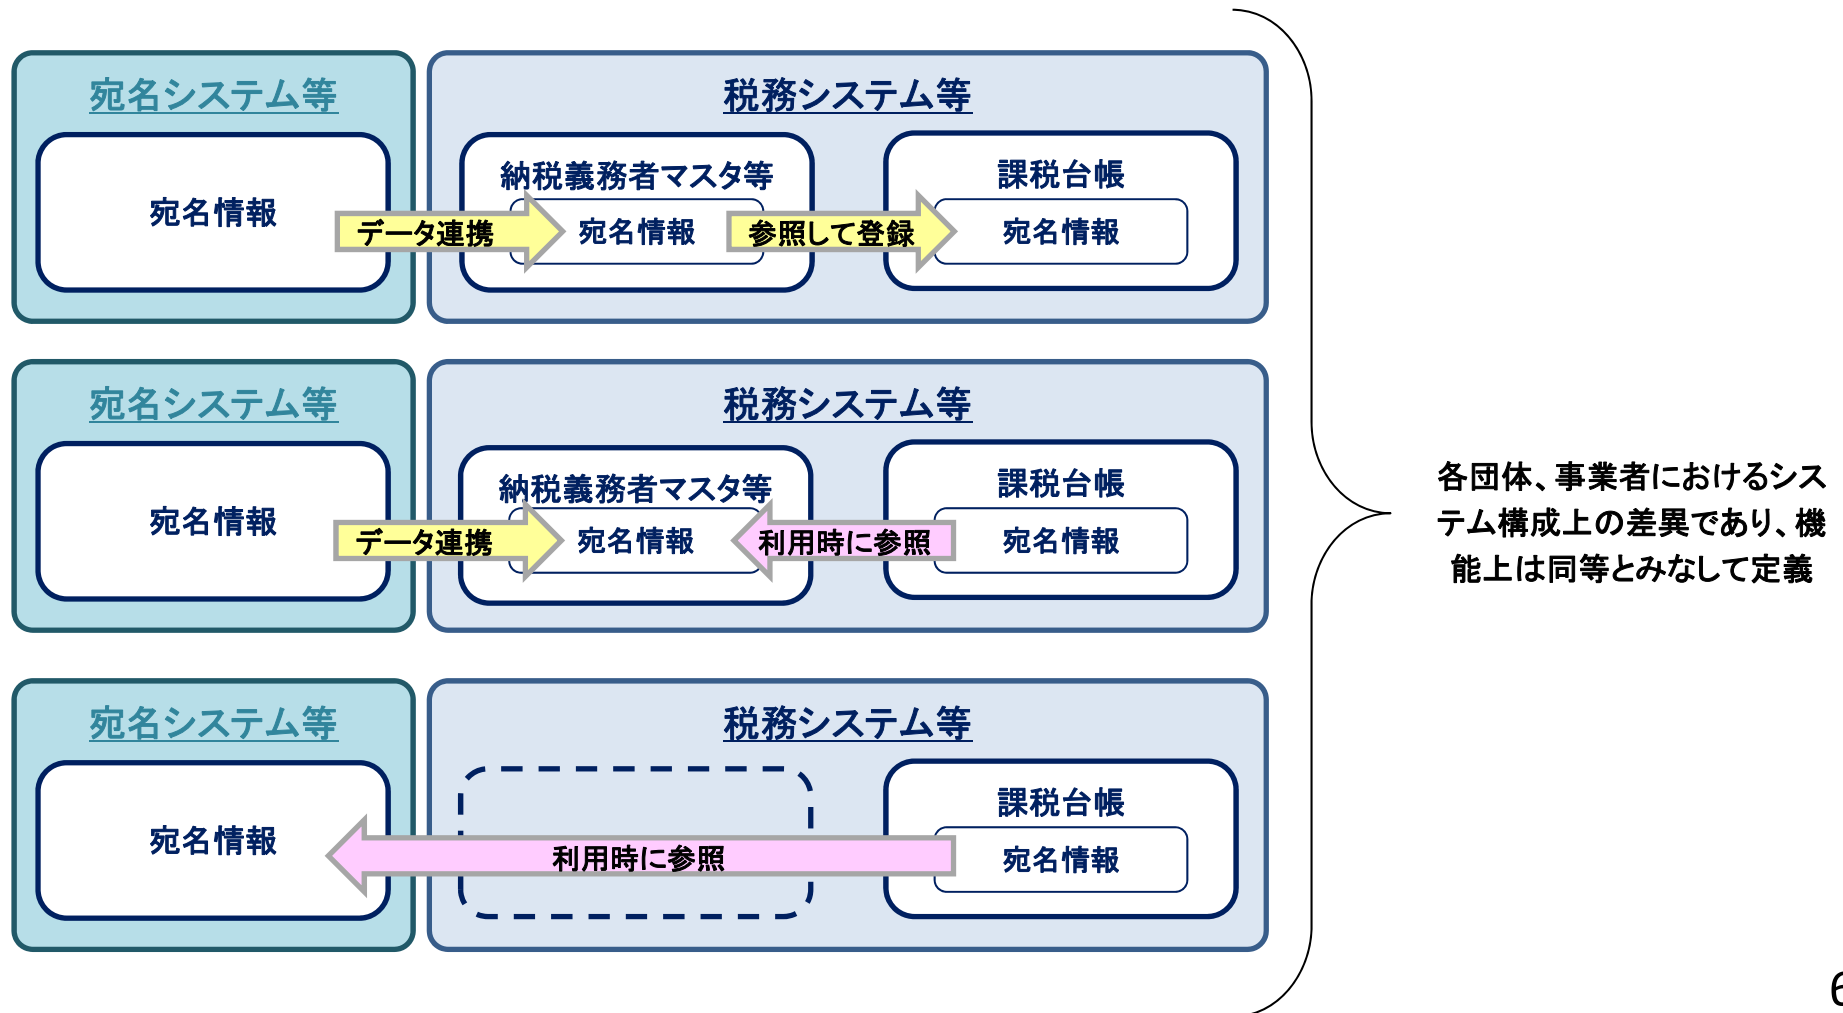 宛名システム等
税務システム等
宛名情報
データ連携
納税義務者マスタ等
宛名情報
参照して登録
課税台帳
宛名情報
宛名システム等
税務システム等
宛名情報
データ連携
納税義務者マスタ等
宛名情報
利用時に参照
課税台帳
宛名情報
各団体、事業者におけるシス
テム構成上の差異であり、機
能上は同等とみなして定義
宛名システム等
税務システム等
宛名情報
利用時に参照
課税台帳
宛名情報
6